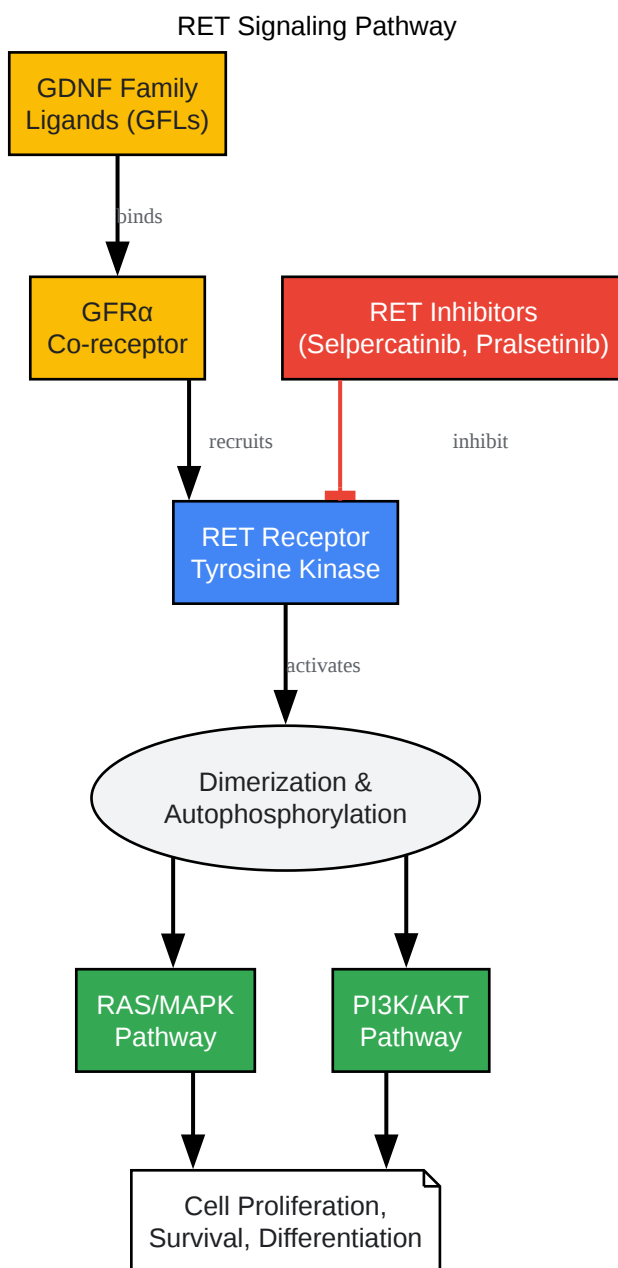 RET Signaling Pathway
GDNF Family
Ligands (GFLs)
binds
GFRα
Co-receptor
RET Inhibitors
(Selpercatinib, Pralsetinib)
recruits
inhibit
RET Receptor
Tyrosine Kinase
activates
Dimerization &
Autophosphorylation
RAS/MAPK
Pathway
PI3K/AKT
Pathway
Cell Proliferation,
Survival, Differentiation